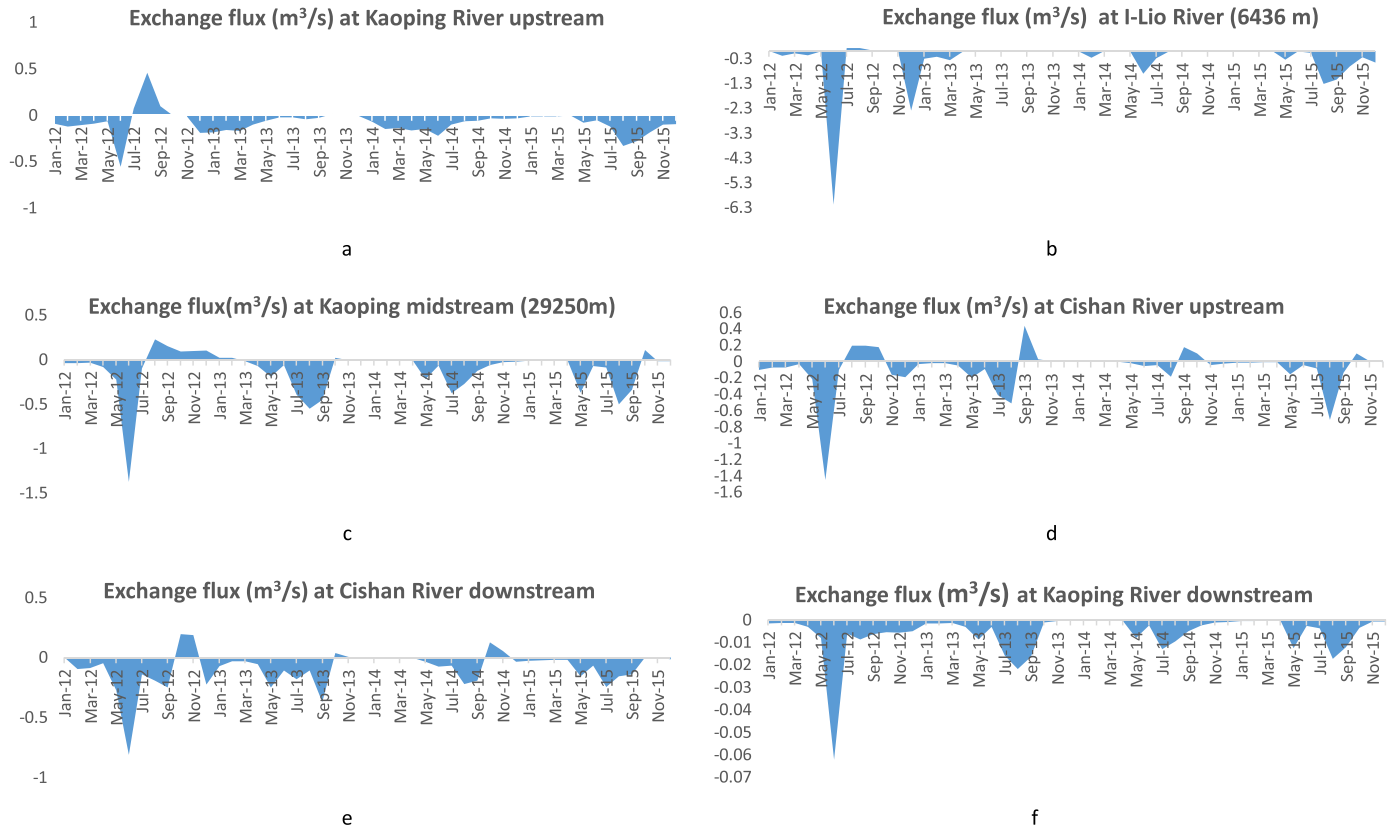 Exchange flux (m³/s) at Kaoping River upstream
1
0.5
0
-0.5
-1
Jan-12 Mar-12 May-12 Jul-12 Sep-12 Nov-12 Jan-13 Mar-13 May-13 Jul-13 Sep-13 Nov-13 Jan-14 Mar-14 May-14 Jul-14 Sep-14 Nov-14 Jan-15 Mar-15 May-15 Jul-15 Sep-15 Nov-15
a
Exchange flux (m³/s) at I-Lio River (6436 m)
-0.3
-1.3
-2.3
-3.3
-4.3
-5.3
-6.3
Jan-12 Mar-12 May-12 Jul-12 Sep-12 Nov-12 Jan-13 Mar-13 May-13 Jul-13 Sep-13 Nov-13 Jan-14 Mar-14 May-14 Jul-14 Sep-14 Nov-14 Jan-15 Mar-15 May-15 Jul-15 Sep-15 Nov-15
b
Exchange flux(m³/s) at Kaoping midstream (29250m)
0.5
0
-0.5
-1
-1.5
Jan-12 Mar-12 May-12 Jul-12 Sep-12 Nov-12 Jan-13 Mar-13 May-13 Jul-13 Sep-13 Nov-13 Jan-14 Mar-14 May-14 Jul-14 Sep-14 Nov-14 Jan-15 Mar-15 May-15 Jul-15 Sep-15 Nov-15
c
Exchange flux (m³/s) at Cishan River upstream
0.6
0.4
0.2
0
-0.2
-0.4
-0.6
-0.8
-1
-1.2
-1.4
-1.6
Jan-12 Mar-12 May-12 Jul-12 Sep-12 Nov-12 Jan-13 Mar-13 May-13 Jul-13 Sep-13 Nov-13 Jan-14 Mar-14 May-14 Jul-14 Sep-14 Nov-14 Jan-15 Mar-15 May-15 Jul-15 Sep-15 Nov-15
d
Exchange flux (m³/s) at Cishan River downstream
0.5
0
-0.5
-1
Jan-12 Mar-12 May-12 Jul-12 Sep-12 Nov-12 Jan-13 Mar-13 May-13 Jul-13 Sep-13 Nov-13 Jan-14 Mar-14 May-14 Jul-14 Sep-14 Nov-14 Jan-15 Mar-15 May-15 Jul-15 Sep-15 Nov-15
e
Exchange flux (m³/s) at Kaoping River downstream
0
-0.01
-0.02
-0.03
-0.04
-0.05
-0.06
-0.07
Jan-12 Mar-12 May-12 Jul-12 Sep-12 Nov-12 Jan-13 Mar-13 May-13 Jul-13 Sep-13 Nov-13 Jan-14 Mar-14 May-14 Jul-14 Sep-14 Nov-14 Jan-15 Mar-15 May-15 Jul-15 Sep-15 Nov-15
f